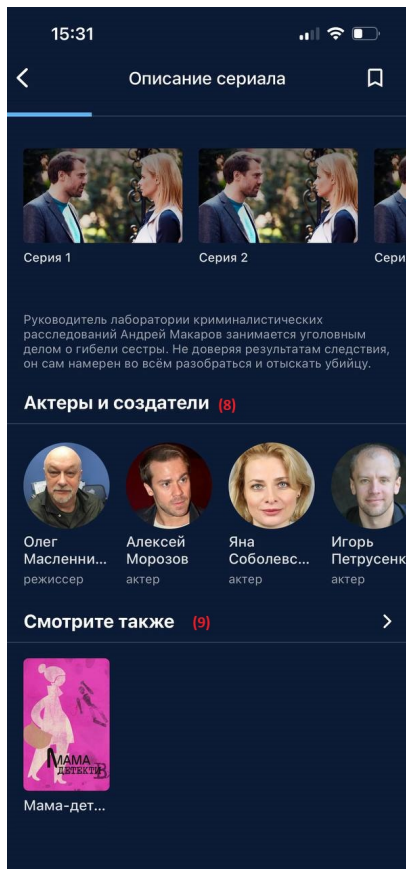 15:31
Описание сериала
Серия 1
Серия 2
Сери
Руководитель лаборатории криминалистических
расследований Андрей Макаров занимается уголовным
делом о гибели сестры. Не доверяя результатам следствия,
он сам намерен во всём разобраться и отыскать убийцу.
Актеры и создатели (8)
Олег
Масленни...
режиссер
Алексей
Морозов
актер
Яна
Соболевс...
актер
Игорь
Петрусенк
актер
Смотрите также (9)
МАМА
ДЕТЕКТИВ
Мама-дет...